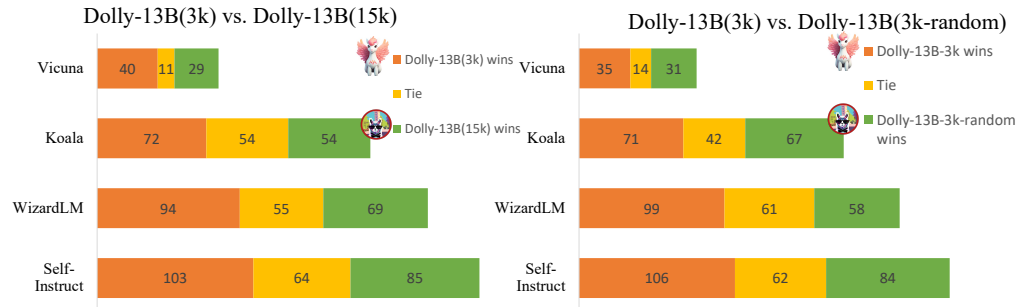 Dolly-13B(3k) vs. Dolly-13B(15k)
Vicuna
40
11
29
Koala
72
54
54
WizardLM
94
55
69
Self-
Instruct
103
64
85
Dolly-13B(3k) wins
Tie
Dolly-13B(15k) wins
Dolly-13B(3k) vs. Dolly-13B(3k-random)
Vicuna
35
14
31
Koala
71
42
67
WizardLM
99
61
58
Self-
Instruct
106
62
84
Dolly-13B-3k wins
Tie
Dolly-13B-3k-random
wins